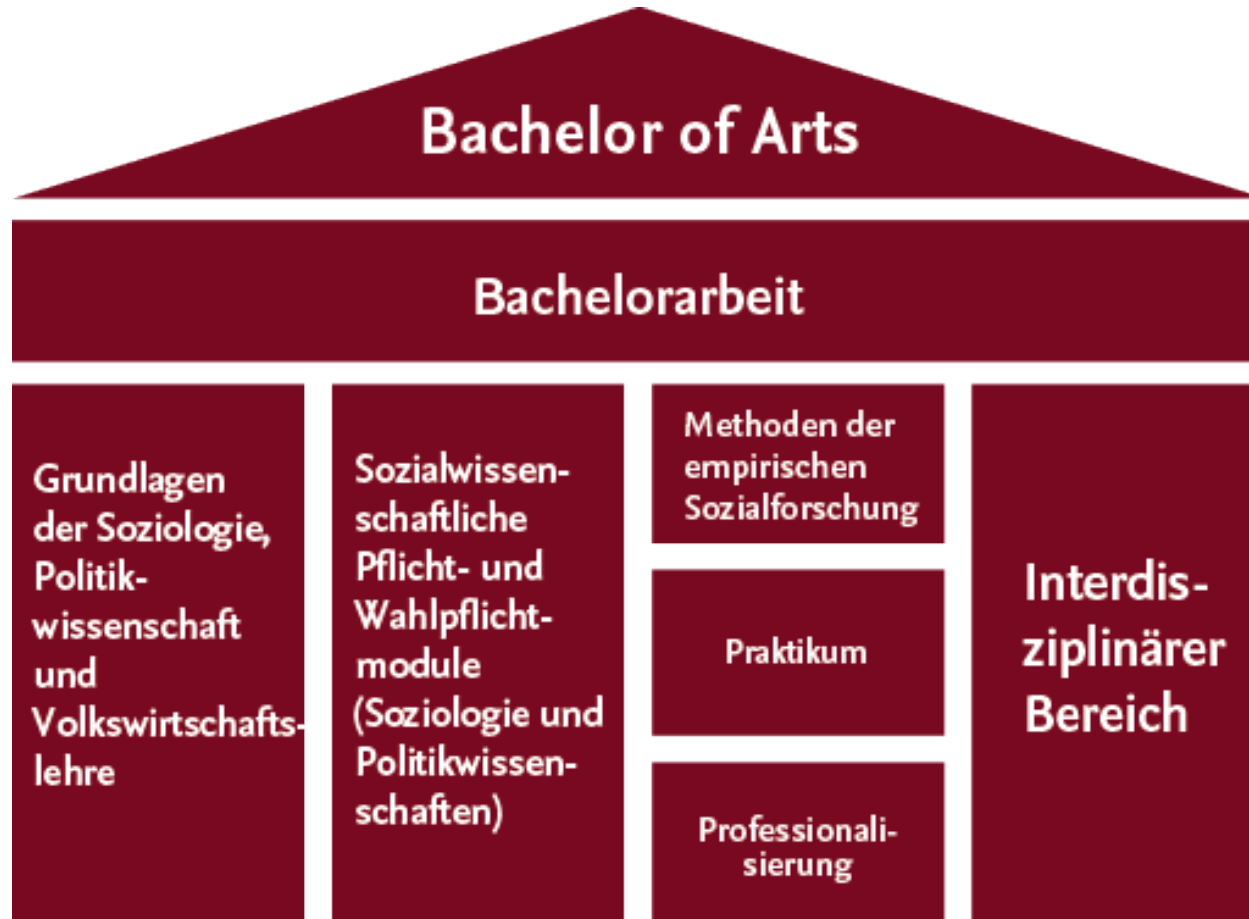 Bachelor of Arts
Bachelorarbeit
Grundlagen
der Soziologie,
Politik-
wissenschaft
und
Volkswirtschafts-
lehre
Sozialwissen-
schaftliche
Pflicht- und
Wahlpflicht-
module
(Soziologie und
Politikwissen-
schaften)
Methoden der
empirischen
Sozialforschung
Praktikum
Professionali-
sierung
Interdis-
ziplinärer
Bereich